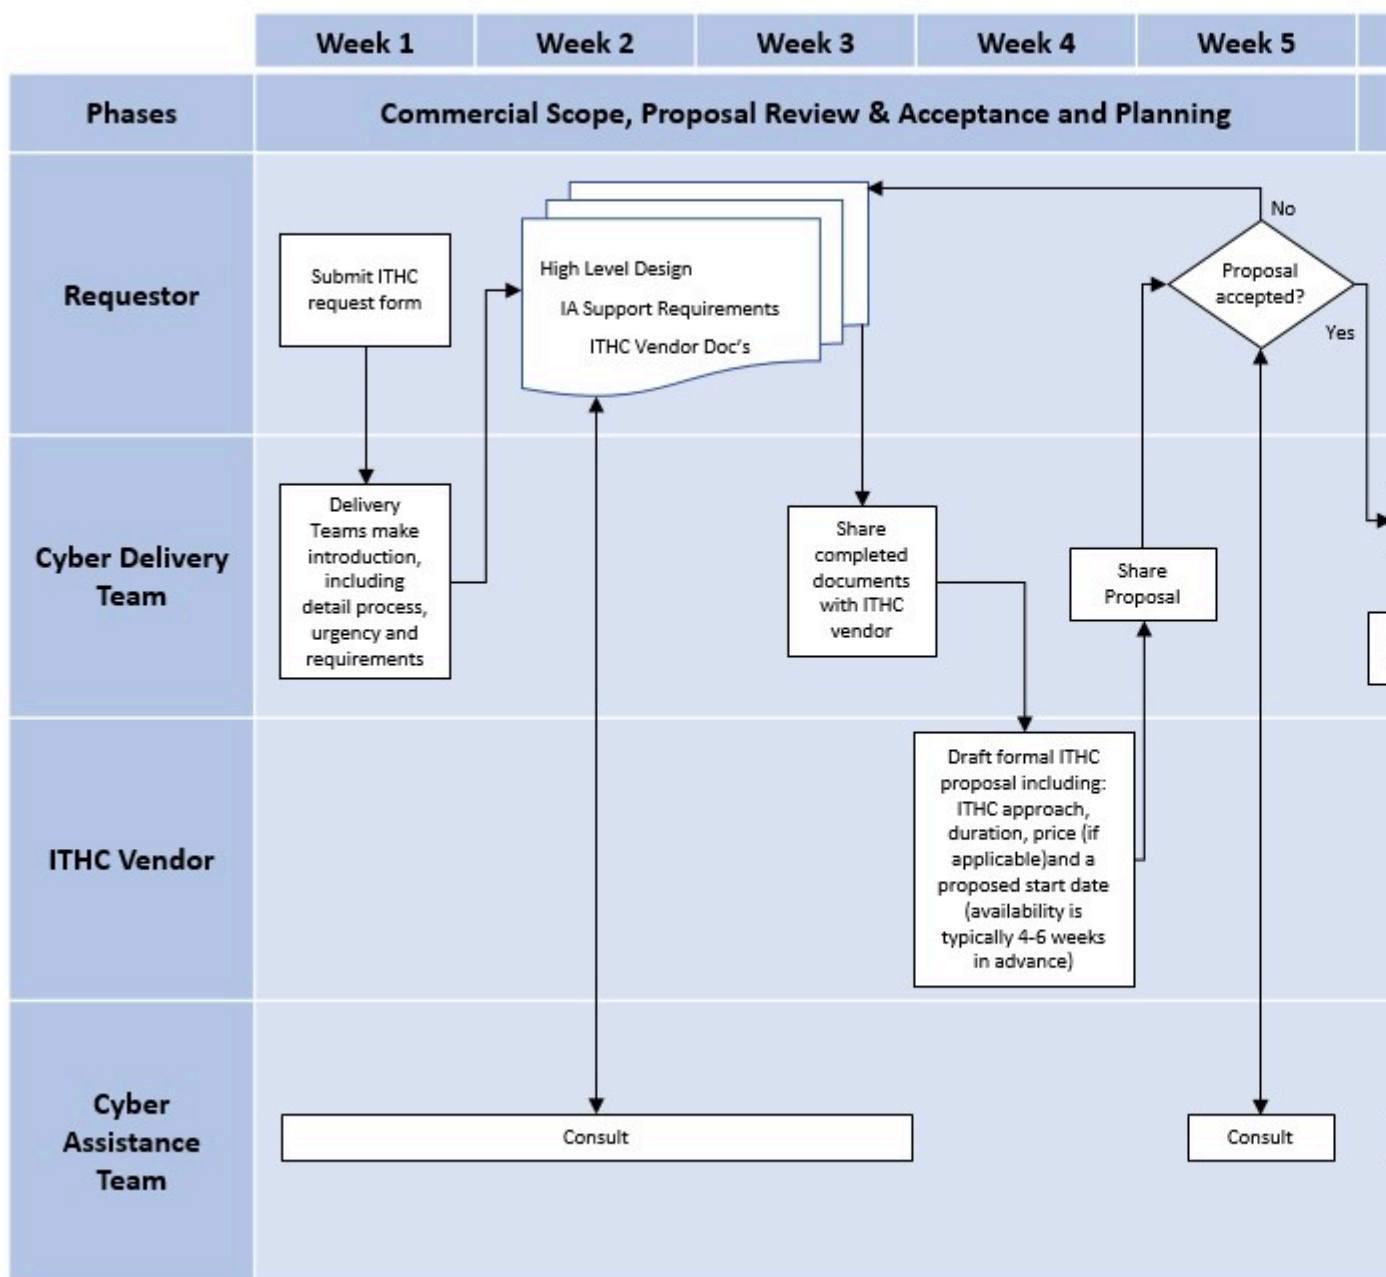 Week 1
Week 2
Week 3
Week 4
Week 5
Phases
Commercial Scope, Proposal Review & Acceptance and Planning
Requestor
Submit ITHC
request form
High Level Design
IA Support Requirements
ITHC Vendor Doc's
No
Proposal
accepted?
Yes
Cyber Delivery
Team
Delivery
Teams make
introduction,
including
detail process,
urgency and
requirements
Share
completed
documents
with ITHC
vendor
Share
Proposal
ITHC Vendor
Draft formal ITHC
proposal including:
ITHC approach,
duration, price (if
applicable)and a
proposed start date
(availability is
typically 4-6 weeks
in advance)
Cyber
Assistance
Team
Consult
Consult